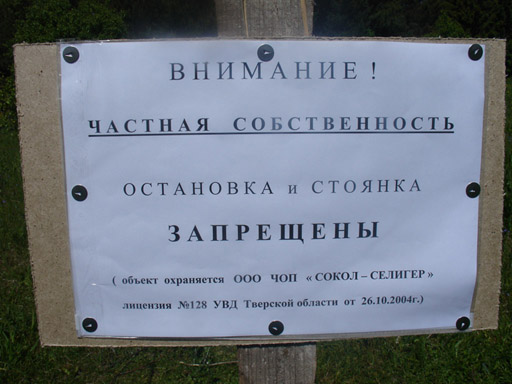 ВНИМАНИЕ !
ЧАСТНАЯ СОБСТВЕННОСТЬ
ОСТАНОВКА и СТОЯНКА
ЗАПРЕЩЕНЫ
( объект охраняется ООО ЧОП « СОКОЛ – СЕЛИГЕР »
лицензия №128 УВД Тверской области от 26.10.2004г.)